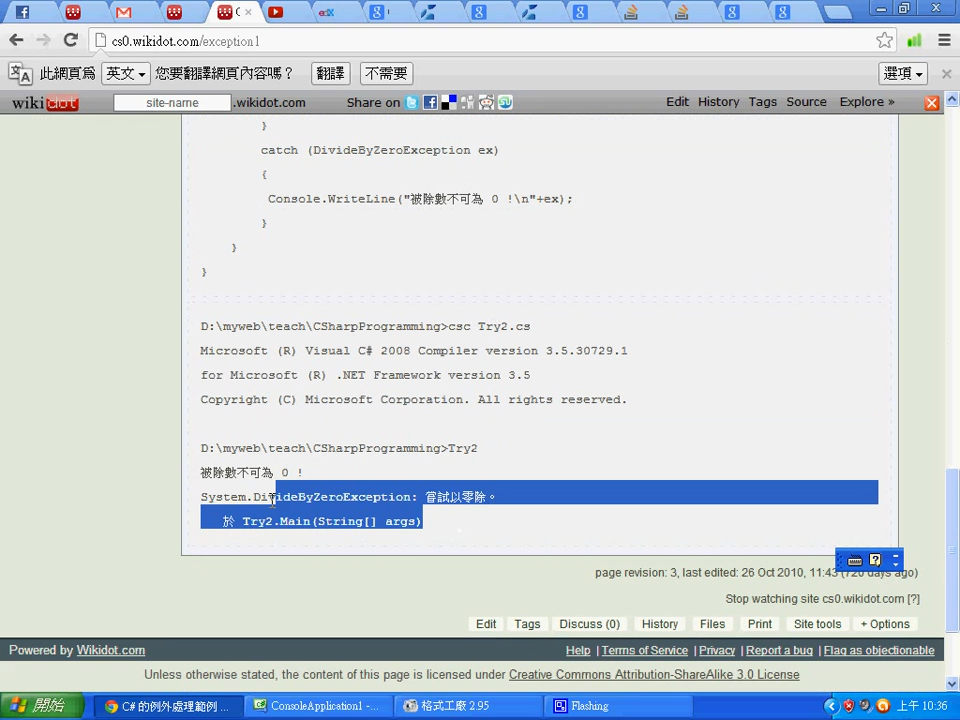 cs0.wikidot.com/exception1
此網頁為 英文 您要翻譯網頁內容嗎？ 翻譯 不需要 選項
wikidot site-name .wikidot.com Share on Edit History Tags Source Explore »
}
catch (DivideByZeroException ex)
{
Console.WriteLine("被除數不可為 0 !\n"+ex);
}
}
}
D:\myweb\teach\CSharpProgramming>csc Try2.cs
Microsoft (R) Visual C# 2008 Compiler version 3.5.30729.1
for Microsoft (R) .NET Framework version 3.5
Copyright (C) Microsoft Corporation. All rights reserved.
D:\myweb\teach\CSharpProgramming>Try2
被除數不可為 0 !
System.DivideByZeroException: 嘗試以零除。
於 Try2.Main(String[] args)
page revision: 3, last edited: 26 Oct 2010, 11:43 (720 days ago)
Stop watching site cs0.wikidot.com [?]
Edit Tags Discuss (0) History Files Print Site tools + Options
Powered by Wikidot.com Help | Terms of Service | Privacy | Report a bug | Flag as objectionable
Unless otherwise stated, the content of this page is licensed under Creative Commons Attribution-ShareAlike 3.0 License
開始 C# 的例外處理範例 ... ConsoleApplication1 -... 格式工廠 2.95 Flashing 上午 10:36